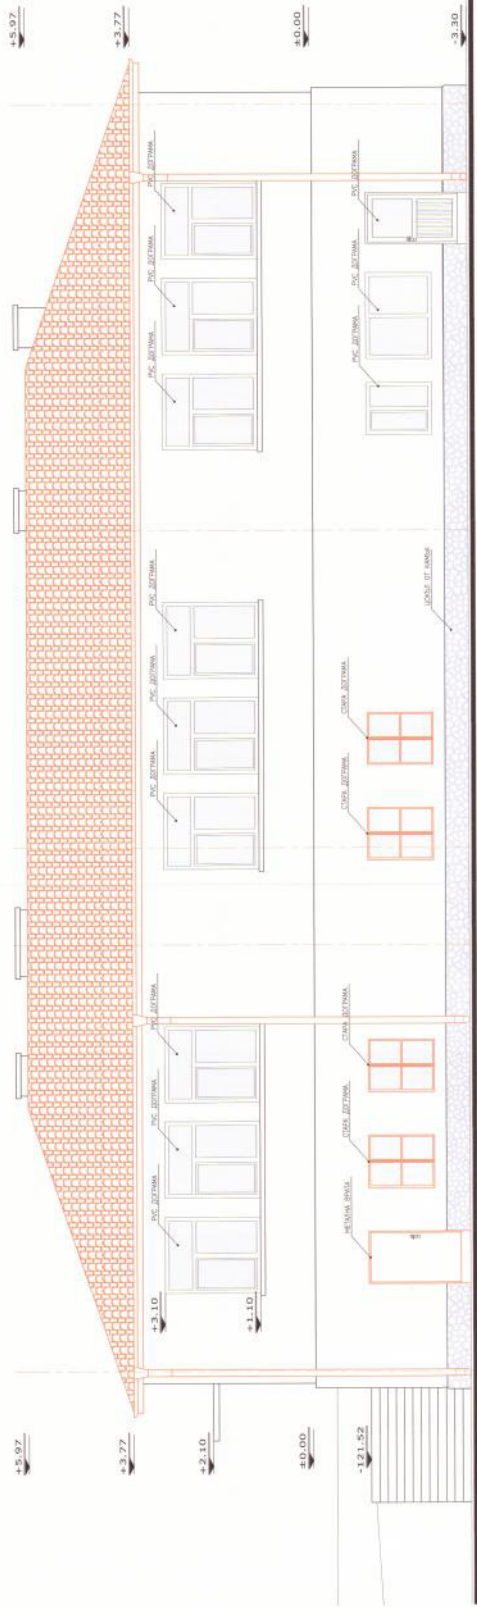 +5.97
+3.77
±0.00
-3.30
PVC ДОГРАМА
PVC ДОГРАМА
PVC ДОГРАМА
PVC ДОГРАМА
PVC ДОГРАМА
PVC ДОГРАМА
PVC ДОГРАМА
PVC ДОГРАМА
PVC ДОГРАМА
PVC ДОГРАМА
PVC ДОГРАМА
PVC ДОГРАМА
ЦОКЪЛ ОТ КАМЪК
СТАРА ДОГРАМА
СТАРА ДОГРАМА
СТАРА ДОГРАМА
СТАРА ДОГРАМА
МЕТАЛНА ВРАТА
+3.10
+1.10
+5.97
+3.77
+2.10
±0.00
-121.52